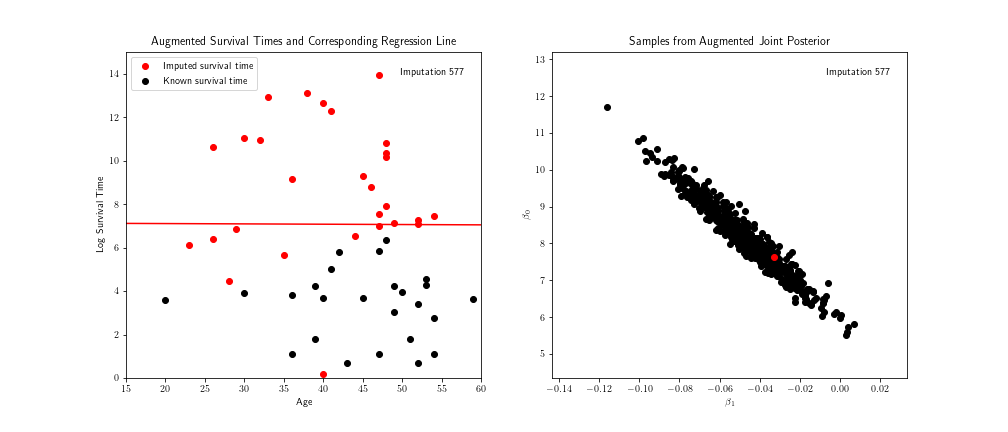 Augmented Survival Times and Corresponding Regression Line
Imputed survival time
Known survival time
Imputation 577
14
12
10
8
6
4
2
0
Log Survival Time
15 20 25 30 35 40 45 50 55 60
Age
Samples from Augmented Joint Posterior
Imputation 577
13
12
11
10
9
8
7
6
5
β₀
−0.14 −0.12 −0.10 −0.08 −0.06 −0.04 −0.02 0.00 0.02
β₁